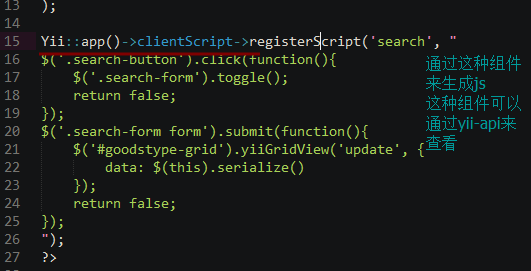 13 );
14
15 Yii::app()->clientScript->registerScript('search', "
16 $('.search-button').click(function(){
17     $('.search-form').toggle();
18     return false;
19 });
20 $('.search-form form').submit(function(){
21     $('#goodstype-grid').yiiGridView('update', {
22         data: $(this).serialize()
23     });
24     return false;
25 });
26 ");
27 ?>
通过这种组件
来生成js
这种组件可以
通过yii-api来
查看